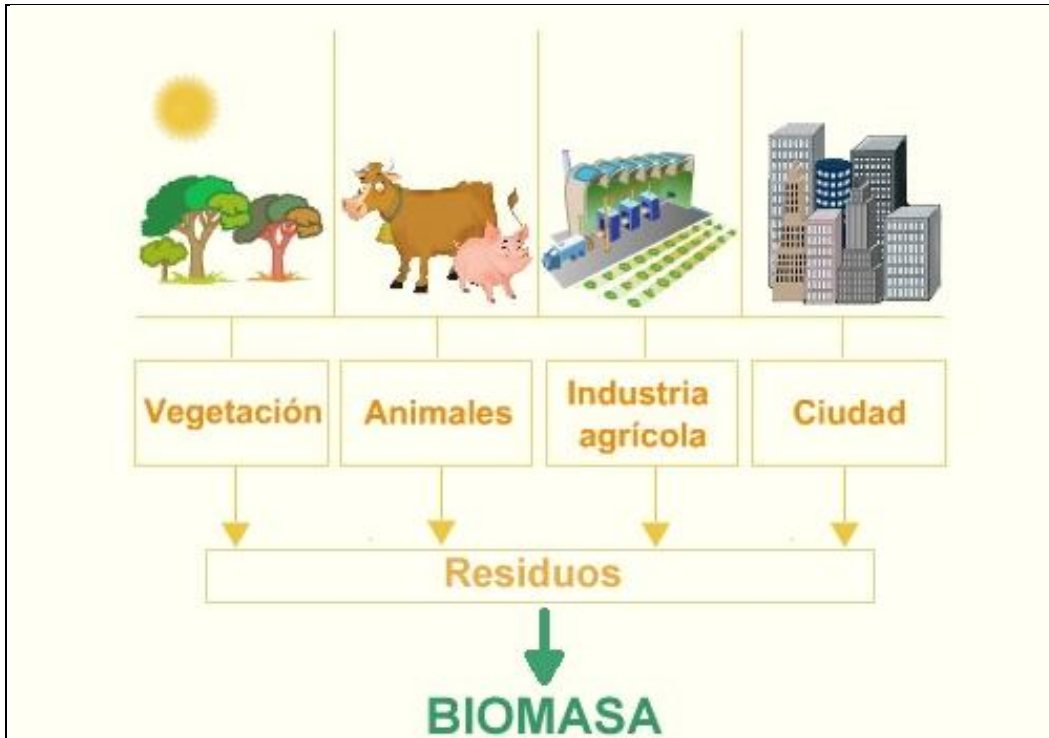 Vegetación
Animales
Industria
agrícola
Ciudad
Residuos
BIOMASA